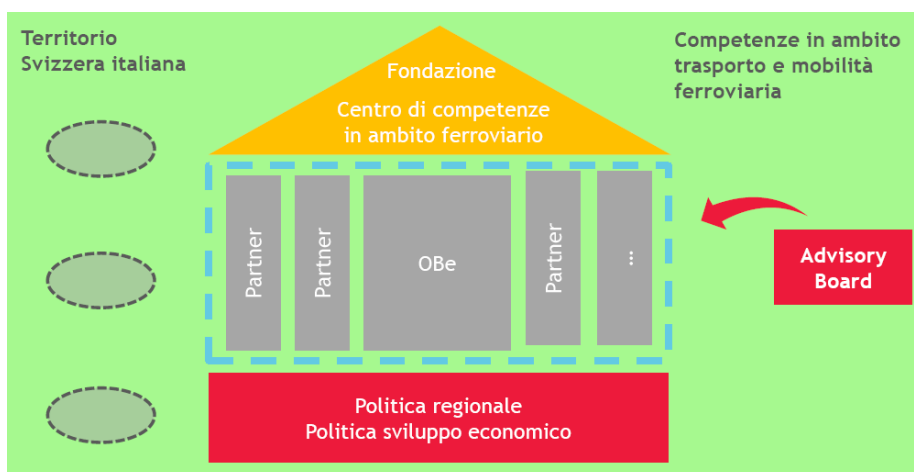 Territorio
Svizzera italiana
Competenze in ambito
trasporto e mobilità
ferroviaria
Fondazione
Centro di competenze
in ambito ferroviario
Partner
Partner
OBe
Partner
...
Advisory
Board
Politica regionale
Politica sviluppo economico